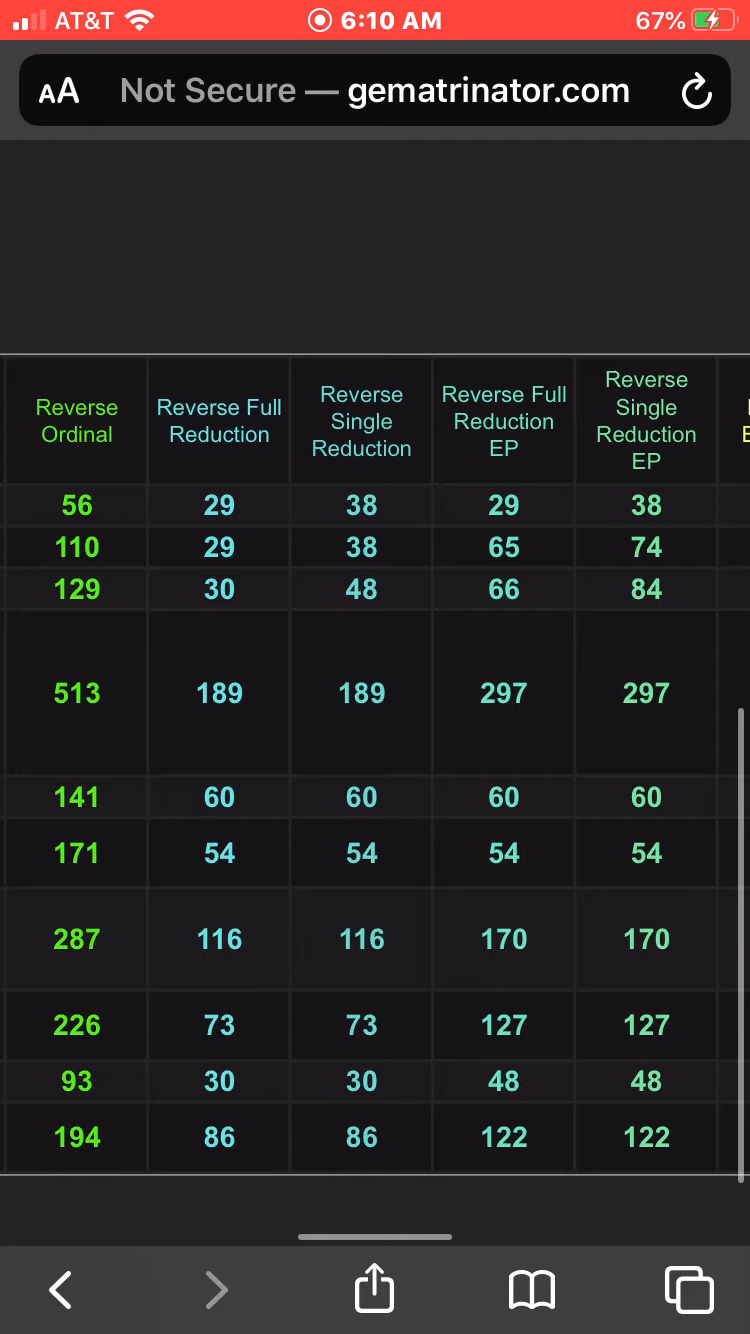 AT&T 6:10 AM 67%
AA Not Secure — gematrinator.com
Reverse Ordinal Reverse Full Reduction Reverse Single Reduction Reverse Full Reduction EP Reverse Single Reduction EP
56 29 38 29 38
110 29 38 65 74
129 30 48 66 84
513 189 189 297 297
141 60 60 60 60
171 54 54 54 54
287 116 116 170 170
226 73 73 127 127
93 30 30 48 48
194 86 86 122 122